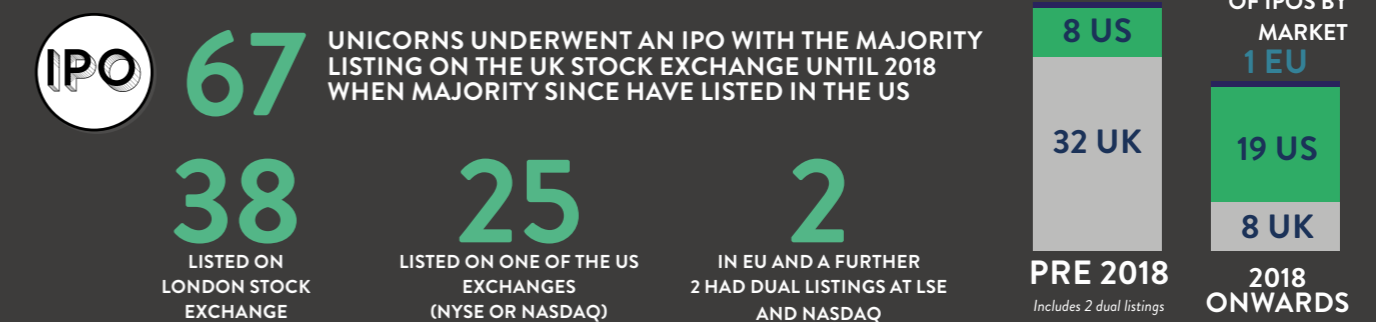 IPO
67
UNICORNS UNDERWENT AN IPO WITH THE MAJORITY
LISTING ON THE UK STOCK EXCHANGE UNTIL 2018
WHEN MAJORITY SINCE HAVE LISTED IN THE US
38
LISTED ON
LONDON STOCK
EXCHANGE
25
LISTED ON ONE OF THE US
EXCHANGES
(NYSE OR NASDAQ)
2
IN EU AND A FURTHER
2 HAD DUAL LISTINGS AT LSE
AND NASDAQ
8 US
32 UK
PRE 2018
Includes 2 dual listings
OF IPOS BY
MARKET
1 EU
19 US
8 UK
2018
ONWARDS